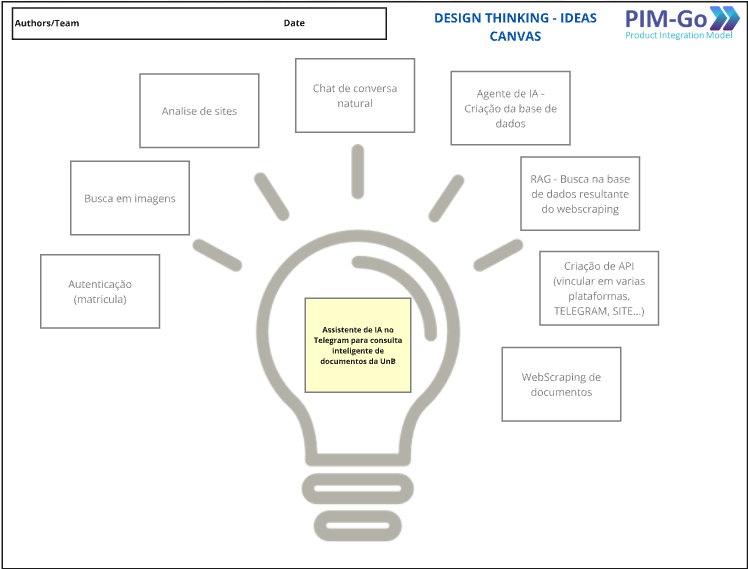 Authors/Team
Date
DESIGN THINKING - IDEAS
CANVAS
PIM-Go
Product Integration Model
Analise de sites
Chat de conversa
natural
Agente de IA -
Criação da base de
dados
Busca em imagens
RAG - Busca na base
de dados resultante
do webscraping
Autenticação
(matricula)
Criação de API
(vincular em varias
plataformas,
TELEGRAM, SITE...)
Assistente de IA no
Telegram para consulta
inteligente de
documentos da UnB
WebScraping de
documentos